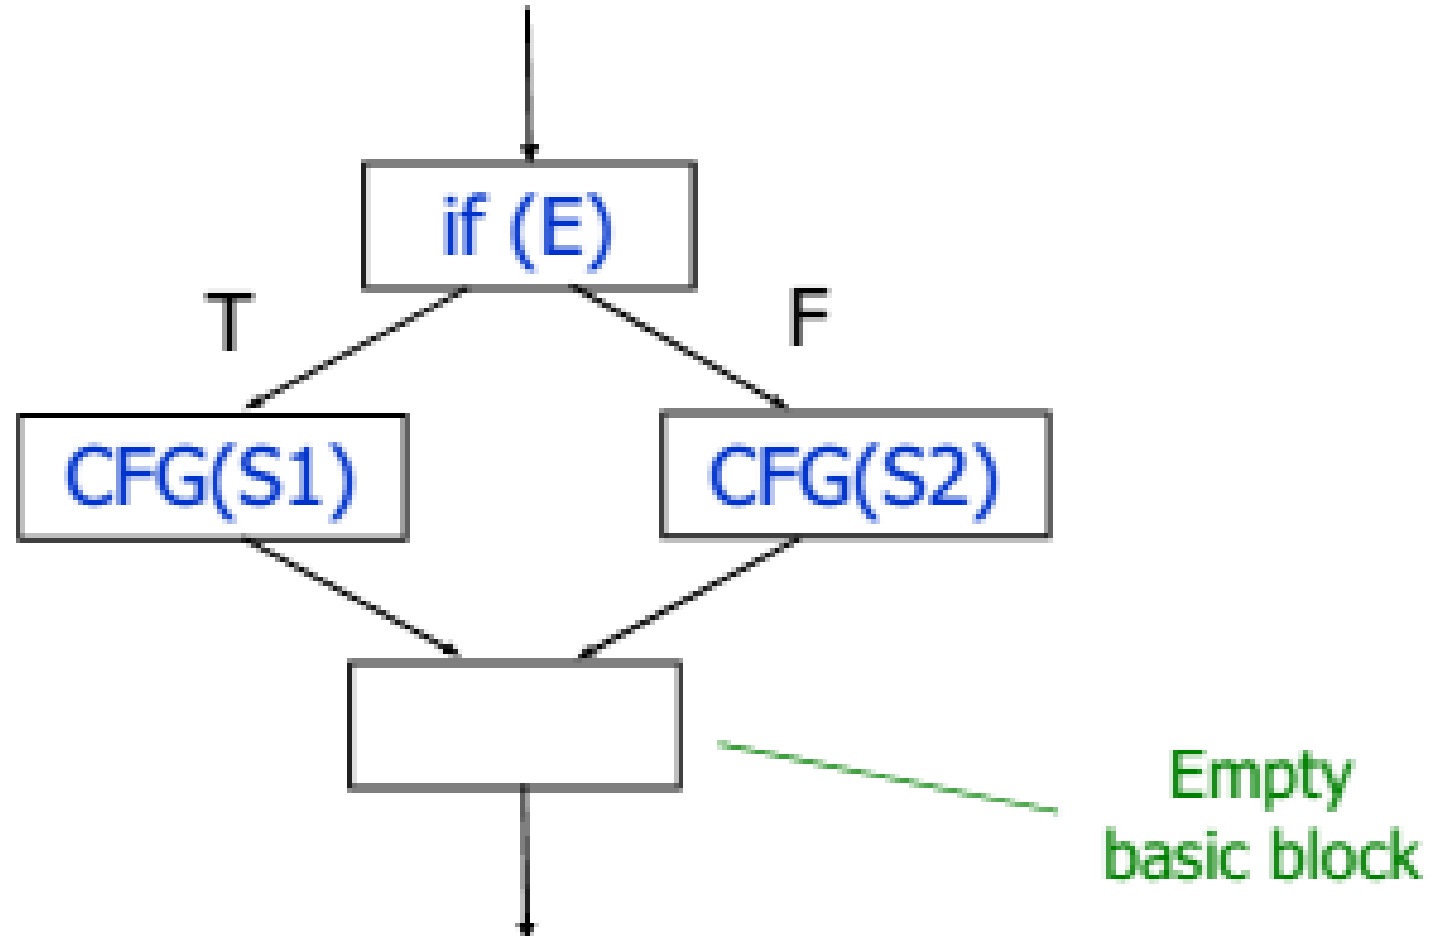 if (E)
T
F
CFG(S1)
CFG(S2)
Empty
basic block